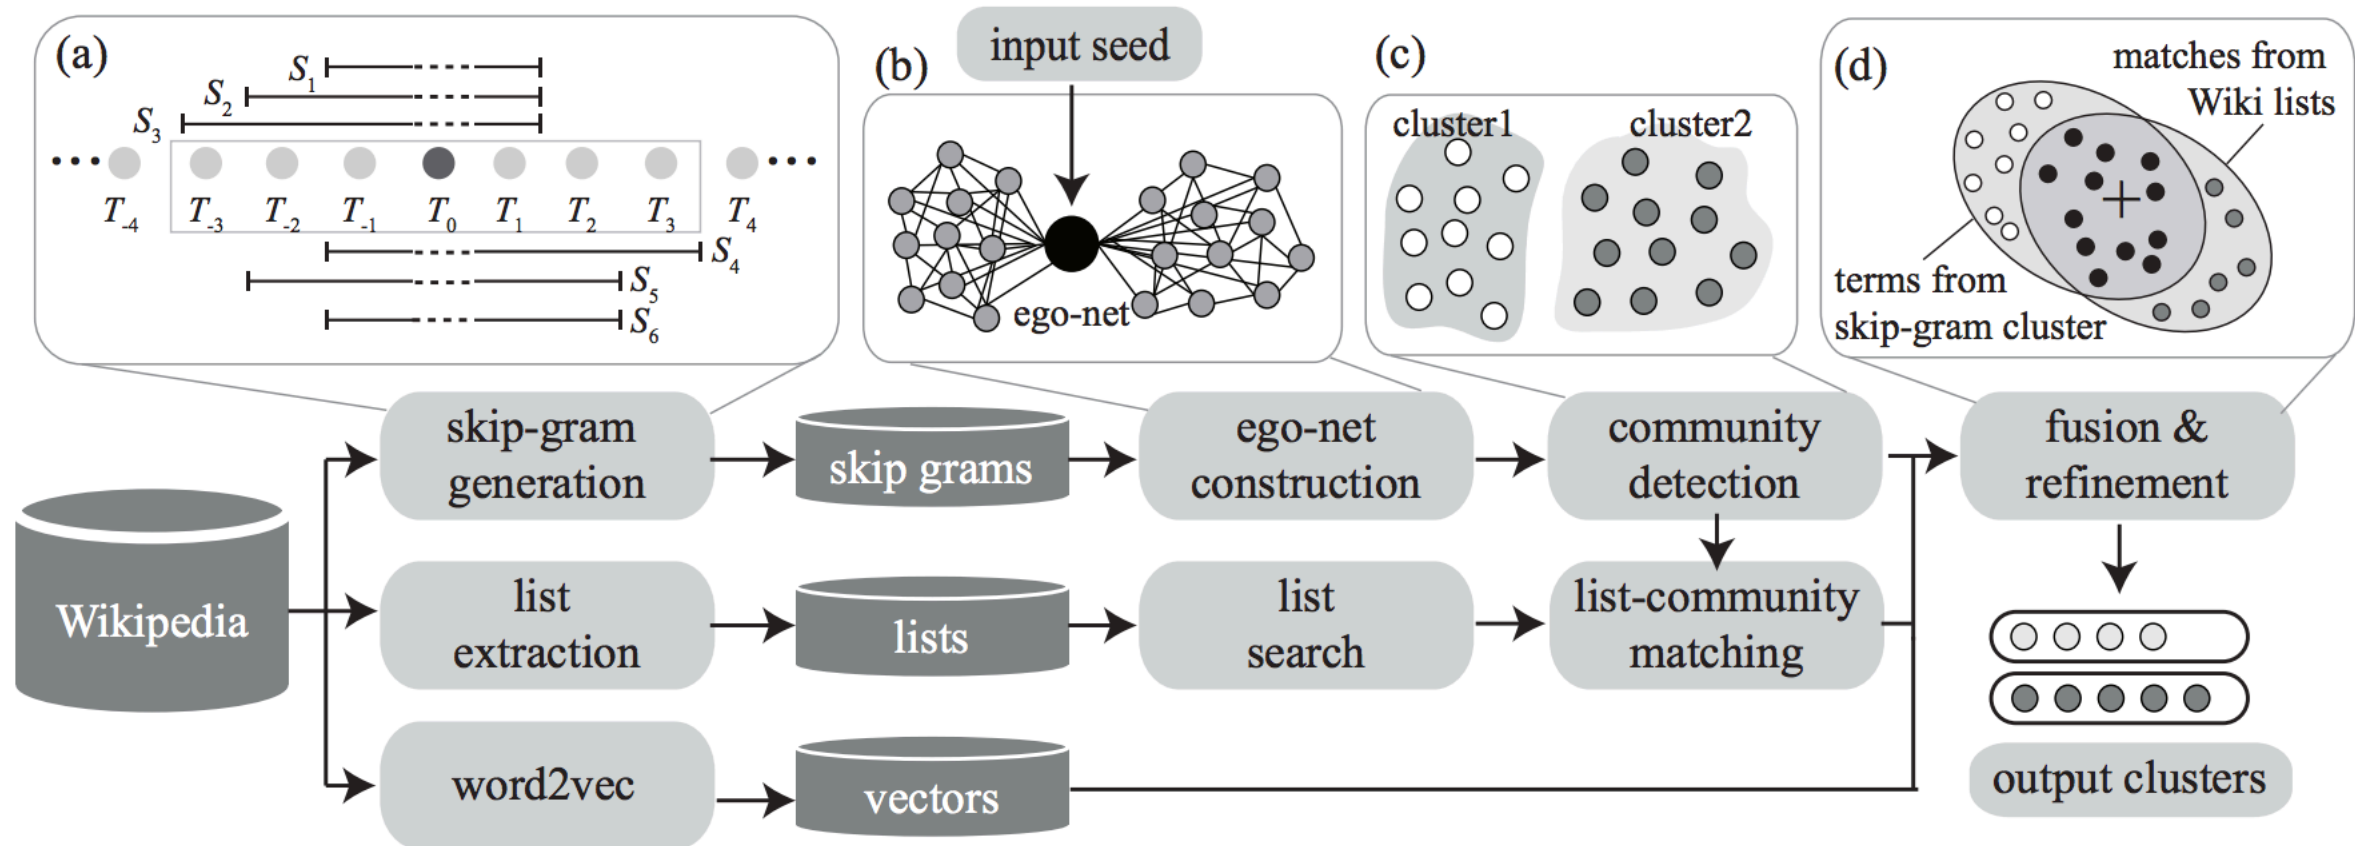 (a)
S1
S2
S3
... ...
T-4 T-3 T-2 T-1 T0 T1 T2 T3 T4
S4
S5
S6
input seed
(b)
ego-net
(c)
cluster1 cluster2
(d)
matches from
Wiki lists
terms from
skip-gram cluster
Wikipedia
skip-gram
generation
skip grams
ego-net
construction
community
detection
fusion &
refinement
list
extraction
lists
list
search
list-community
matching
word2vec
vectors
output clusters